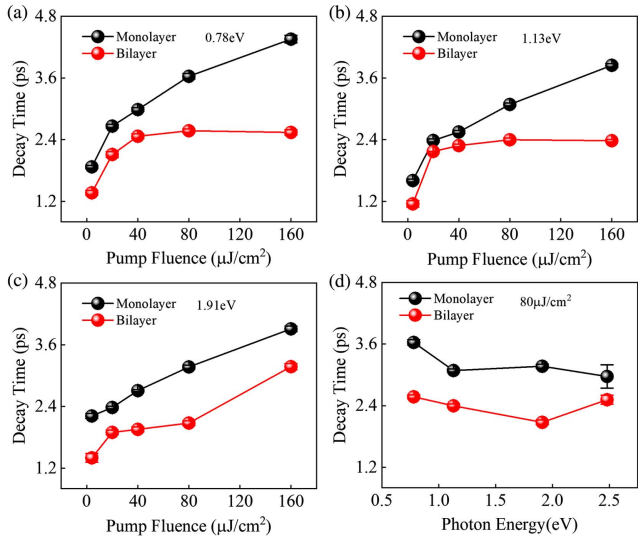 (a)
4.8
3.6
2.4
1.2
Decay Time (ps)
Monolayer
0.78eV
Bilayer
0 40 80 120 160
Pump Fluence (μJ/cm²)
(b)
4.8
3.6
2.4
1.2
Decay Time (ps)
Monolayer
1.13eV
Bilayer
0 40 80 120 160
Pump Fluence (μJ/cm²)
(c)
4.8
3.6
2.4
1.2
Decay Time (ps)
Monolayer
1.91eV
Bilayer
0 40 80 120 160
Pump Fluence (μJ/cm²)
(d)
4.8
3.6
2.4
1.2
Decay Time (ps)
Monolayer
80μJ/cm²
Bilayer
0.5 1.0 1.5 2.0 2.5
Photon Energy(eV)